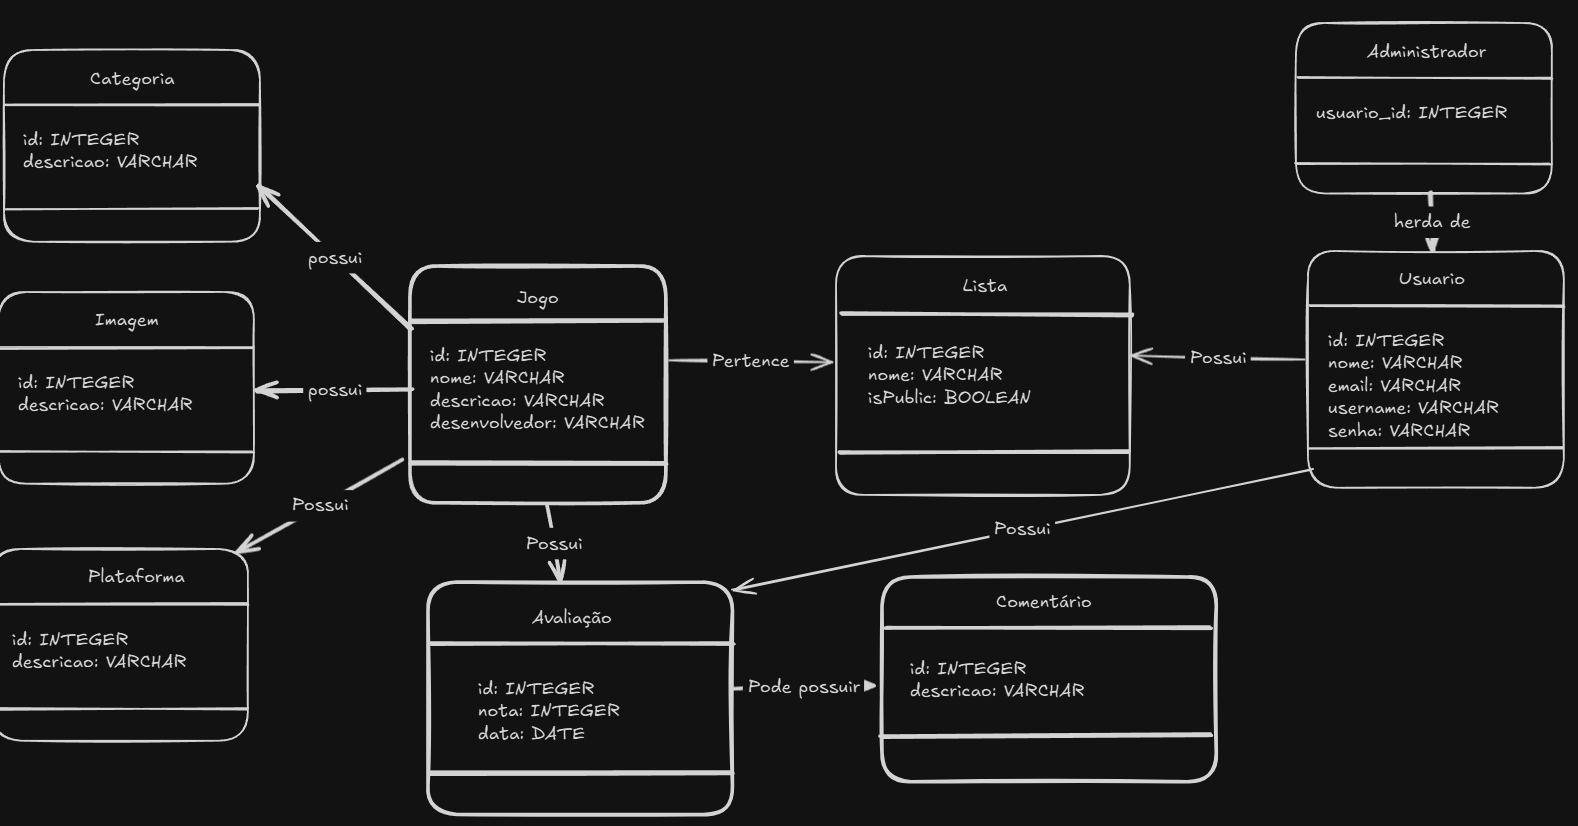 Categoria
id: INTEGER
descricao: VARCHAR
possui
Imagem
id: INTEGER
descricao: VARCHAR
possui
Plataforma
id: INTEGER
descricao: VARCHAR
Possui
Jogo
id: INTEGER
nome: VARCHAR
descricao: VARCHAR
desenvolvedor: VARCHAR
Pertence
Possui
Lista
id: INTEGER
nome: VARCHAR
isPublic: BOOLEAN
Possui
Administrador
usuario_id: INTEGER
herda de
Usuario
id: INTEGER
nome: VARCHAR
email: VARCHAR
username: VARCHAR
senha: VARCHAR
Possui
Avaliação
id: INTEGER
nota: INTEGER
data: DATE
Pode possuir
Comentário
id: INTEGER
descricao: VARCHAR